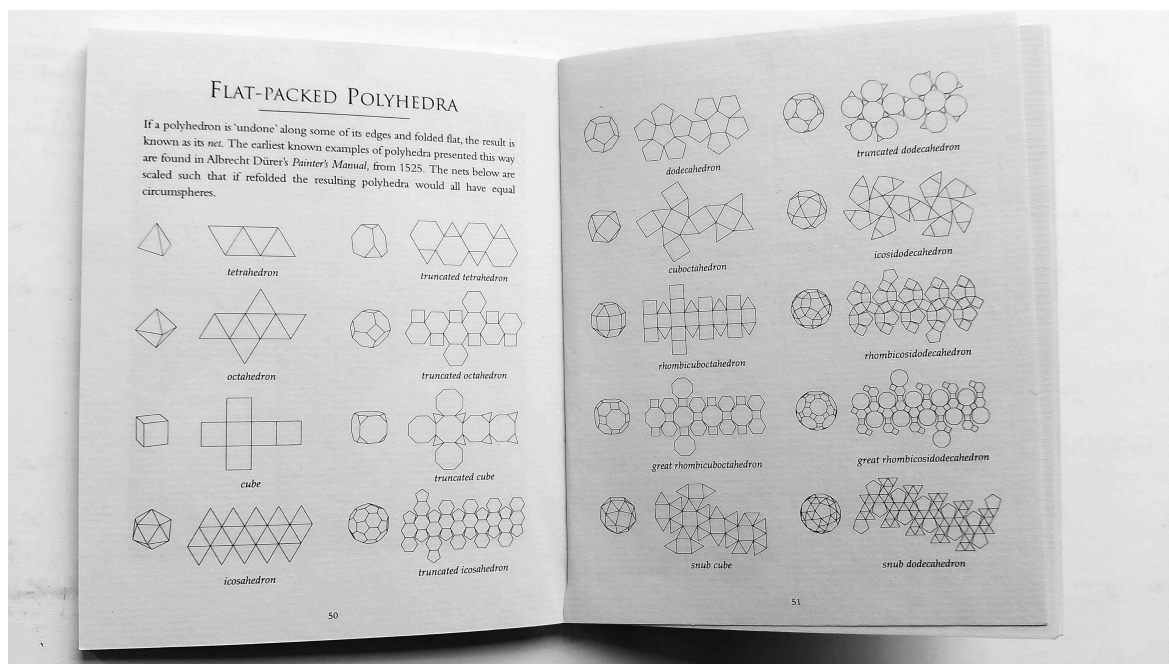 FLAT-PACKED POLYHEDRA
If a polyhedron is ‘undone’ along some of its edges and folded flat, the result is
known as its net. The earliest known examples of polyhedra presented this way
are found in Albrecht Dürer’s Painter’s Manual, from 1525. The nets below are
scaled such that if refolded the resulting polyhedra would all have equal
circumspheres.
tetrahedron
truncated tetrahedron
octahedron
truncated octahedron
cube
truncated cube
icosahedron
truncated icosahedron
50
dodecahedron
truncated dodecahedron
cuboctahedron
icosidodecahedron
rhombicuboctahedron
rhombicosidodecahedron
great rhombicuboctahedron
great rhombicosidodecahedron
snub cube
snub dodecahedron
51